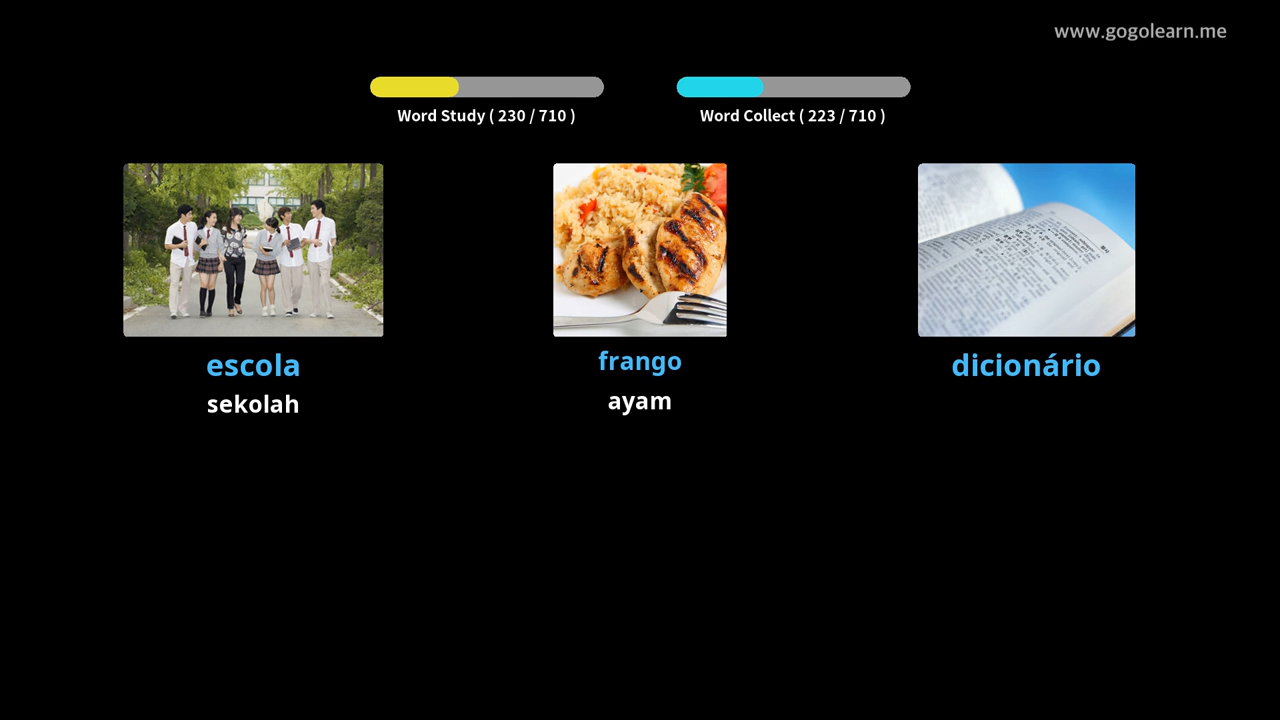 www.gogolearn.me
Word Study ( 230 / 710 )
Word Collect ( 223 / 710 )
escola
sekolah
frango
ayam
dicionário